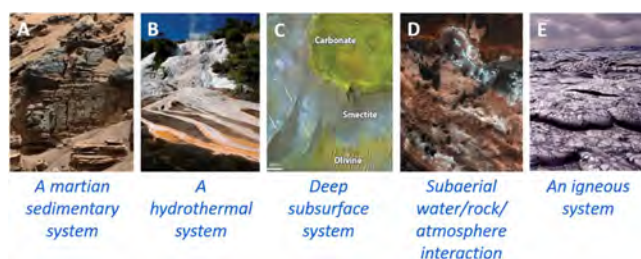 A
B
C
D
E
Carbonate
Smectite
Olivine
A martian
sedimentary
system
A
hydrothermal
system
Deep
subsurface
system
Subaerial
water/rock/
atmosphere
interaction
An igneous
system